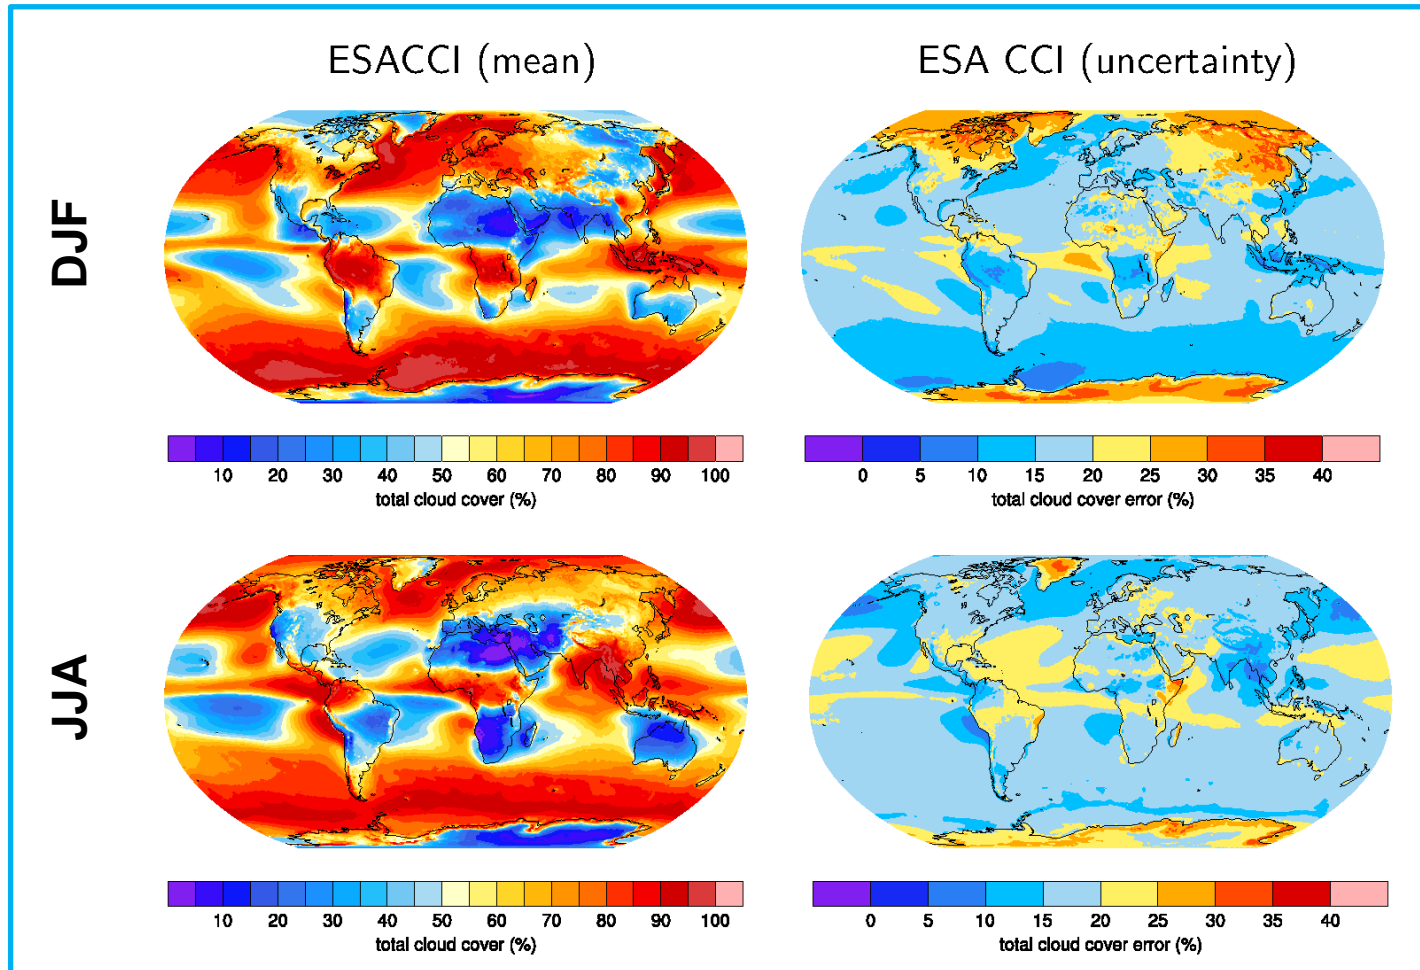 ESACCI (mean)
ESA CCI (uncertainty)
DJF
10 20 30 40 50 60 70 80 90 100
total cloud cover (%)
0 5 10 15 20 25 30 35 40
total cloud cover error (%)
JJA
10 20 30 40 50 60 70 80 90 100
total cloud cover (%)
0 5 10 15 20 25 30 35 40
total cloud cover error (%)